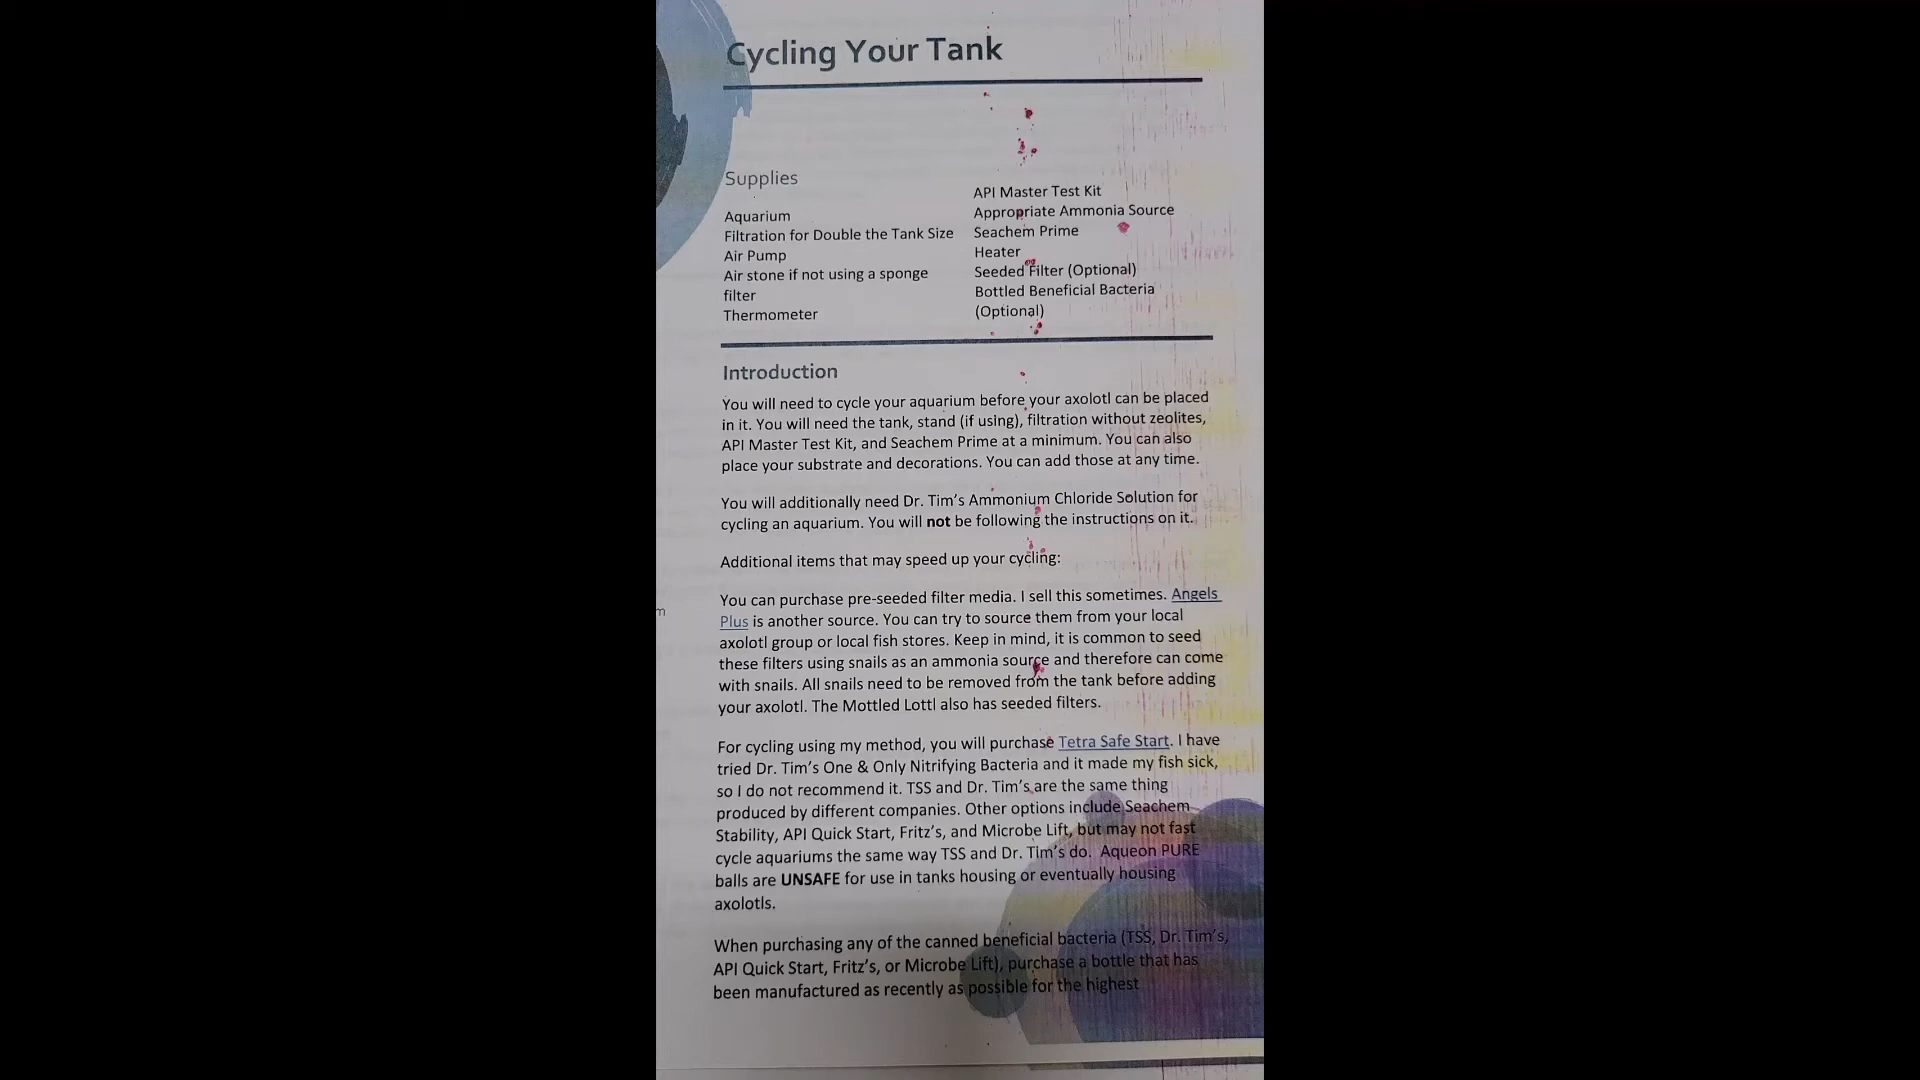 Cycling Your Tank
Supplies
Aquarium
Filtration for Double the Tank Size
Air Pump
Air stone if not using a sponge
filter
Thermometer
API Master Test Kit
Appropriate Ammonia Source
Seachem Prime
Heater
Seeded Filter (Optional)
Bottled Beneficial Bacteria
(Optional)
Introduction
You will need to cycle your aquarium before your axolotl can be placed
in it. You will need the tank, stand (if using), filtration without zeolites,
API Master Test Kit, and Seachem Prime at a minimum. You can also
place your substrate and decorations. You can add those at any time.
You will additionally need Dr. Tim's Ammonium Chloride Solution for
cycling an aquarium. You will not be following the instructions on it.
Additional items that may speed up your cycling:
You can purchase pre-seeded filter media. I sell this sometimes. Angels
Plus is another source. You can try to source them from your local
axolotl group or local fish stores. Keep in mind, it is common to seed
these filters using snails as an ammonia source and therefore can come
with snails. All snails need to be removed from the tank before adding
your axolotl. The Mottled Lottl also has seeded filters.
For cycling using my method, you will purchase Tetra Safe Start. I have
tried Dr. Tim's One & Only Nitrifying Bacteria and it made my fish sick,
so I do not recommend it. TSS and Dr. Tim's are the same thing
produced by different companies. Other options include Seachem
Stability, API Quick Start, Fritz's, and Microbe Lift, but may not fast
cycle aquariums the same way TSS and Dr. Tim's do. Aqueon PURE
balls are UNSAFE for use in tanks housing or eventually housing
axolotls.
When purchasing any of the canned beneficial bacteria (TSS, Dr. Tim's,
API Quick Start, Fritz's, or Microbe Lift), purchase a bottle that has
been manufactured as recently as possible for the highest
m